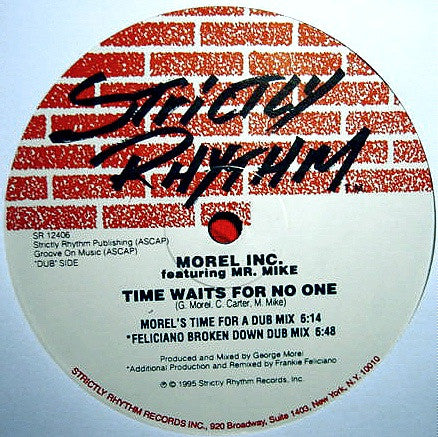 STRICTLY
RHYTHM.
SR 12406
Strictly Rhythm Publishing (ASCAP)
Groove On Music (ASCAP)
"DUB" SIDE
MOREL INC.
featuring MR. MIKE
TIME WAITS FOR NO ONE
(G. Morel, C. Carter, M. Mike)
MOREL'S TIME FOR A DUB MIX 5:14
*FELICIANO BROKEN DOWN DUB MIX 5:48
Produced and Mixed by George Morel
*Additional Production and Remixed by Frankie Feliciano
℗ © 1995 Strictly Rhythm Records, Inc.
STRICTLY RHYTHM RECORDS INC., 920 Broadway, Suite 1403, New York, N.Y. 10010